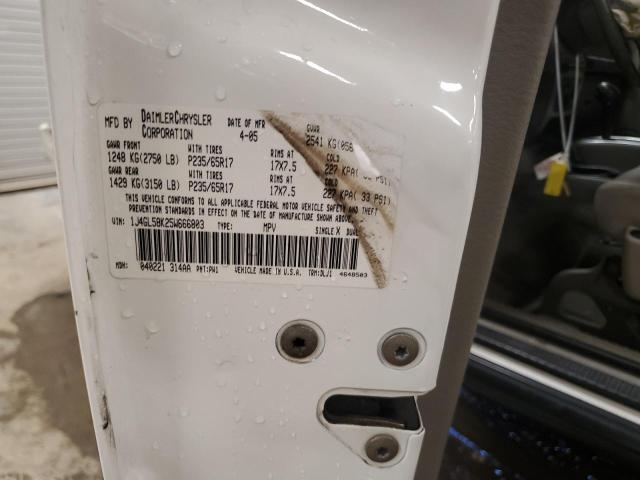 MFD BY DAIMLERCHRYSLER CORPORATION DATE OF MFR 4-05 GVWR 2541 KG(056
GAWR FRONT WITH TIRES RIMS AT COLD
1248 KG(2750 LB) P235/65R17 17X7.5 227 KPA( PSI)
GAWR REAR WITH TIRES RIMS AT COLD
1429 KG(3150 LB) P235/65R17 17X7.5 227 KPA( 33 PSI)
THIS VEHICLE CONFORMS TO ALL APPLICABLE FEDERAL MOTOR VEHICLE SAFETY AND THEFT
PREVENTION STANDARDS IN EFFECT ON THE DATE OF MANUFACTURE SHOWN ABOVE.
VIN: 1J4GL58K25W666803 TYPE: MPV SINGLE X DUAL
MDH: 040221 314AA PNT:PW1 VEHICLE MADE IN U.S.A. TRM:DLJ1 4648503